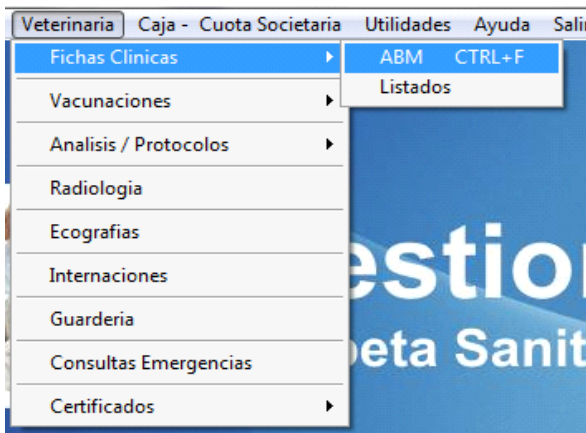 Veterinaria Caja - Cuota Societaria Utilidades Ayuda
Fichas Clinicas
ABM CTRL+F
Listados
Vacunaciones
Analisis / Protocolos
Radiologia
Ecografias
Internaciones
Guarderia
Consultas Emergencias
Certificados